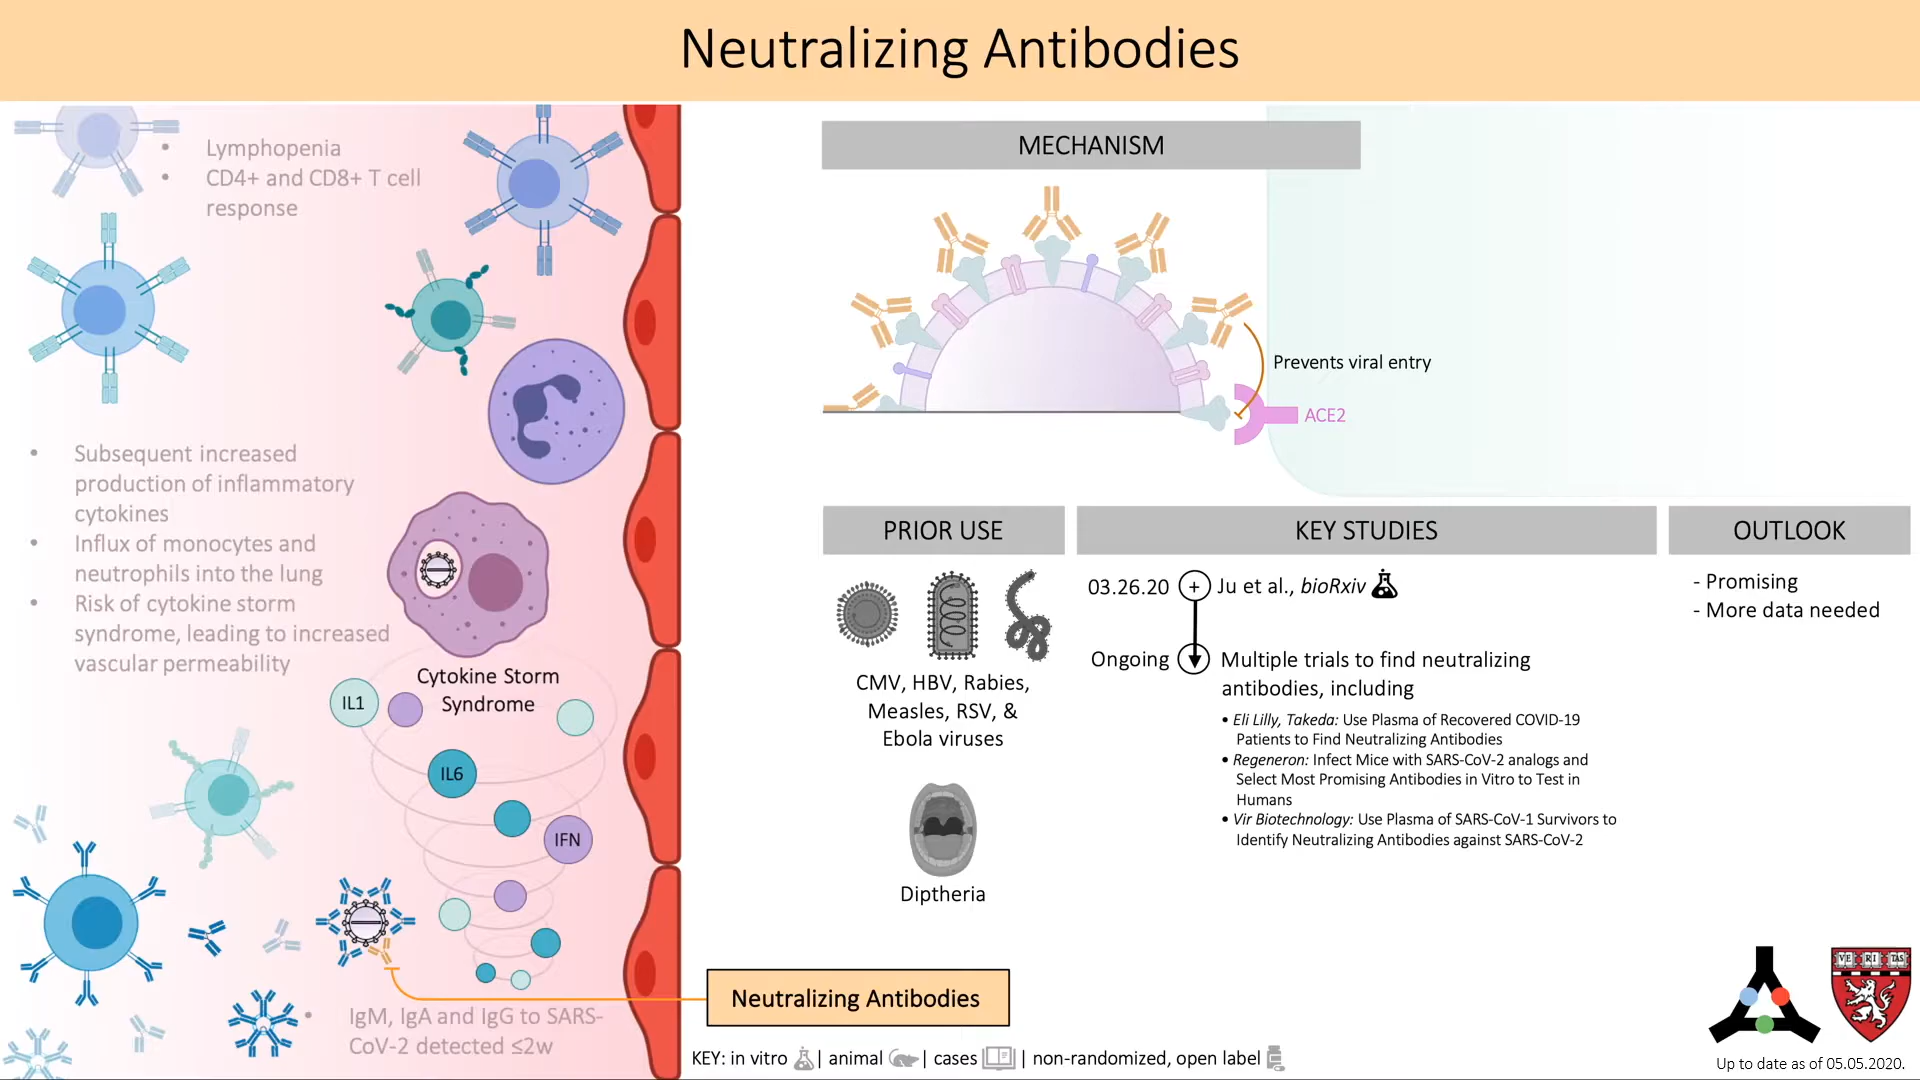 Neutralizing Antibodies
• Lymphopenia
• CD4+ and CD8+ T cell
response
• Subsequent increased
production of inflammatory
cytokines
• Influx of monocytes and
neutrophils into the lung
• Risk of cytokine storm
syndrome, leading to increased
vascular permeability
Cytokine Storm
Syndrome
IL1
IL6
IFN
• IgM, IgA and IgG to SARS-
CoV-2 detected ≤2w
Neutralizing Antibodies
MECHANISM
Prevents viral entry
ACE2
PRIOR USE
CMV, HBV, Rabies,
Measles, RSV, &
Ebola viruses
Diptheria
KEY STUDIES
03.26.20 + Ju et al., bioRxiv
Ongoing Multiple trials to find neutralizing
antibodies, including
• Eli Lilly, Takeda: Use Plasma of Recovered COVID-19
Patients to Find Neutralizing Antibodies
• Regeneron: Infect Mice with SARS-CoV-2 analogs and
Select Most Promising Antibodies in Vitro to Test in
Humans
• Vir Biotechnology: Use Plasma of SARS-CoV-1 Survivors to
Identify Neutralizing Antibodies against SARS-CoV-2
OUTLOOK
- Promising
- More data needed
KEY: in vitro | animal | cases | non-randomized, open label
VE RI TAS
Up to date as of 05.05.2020.